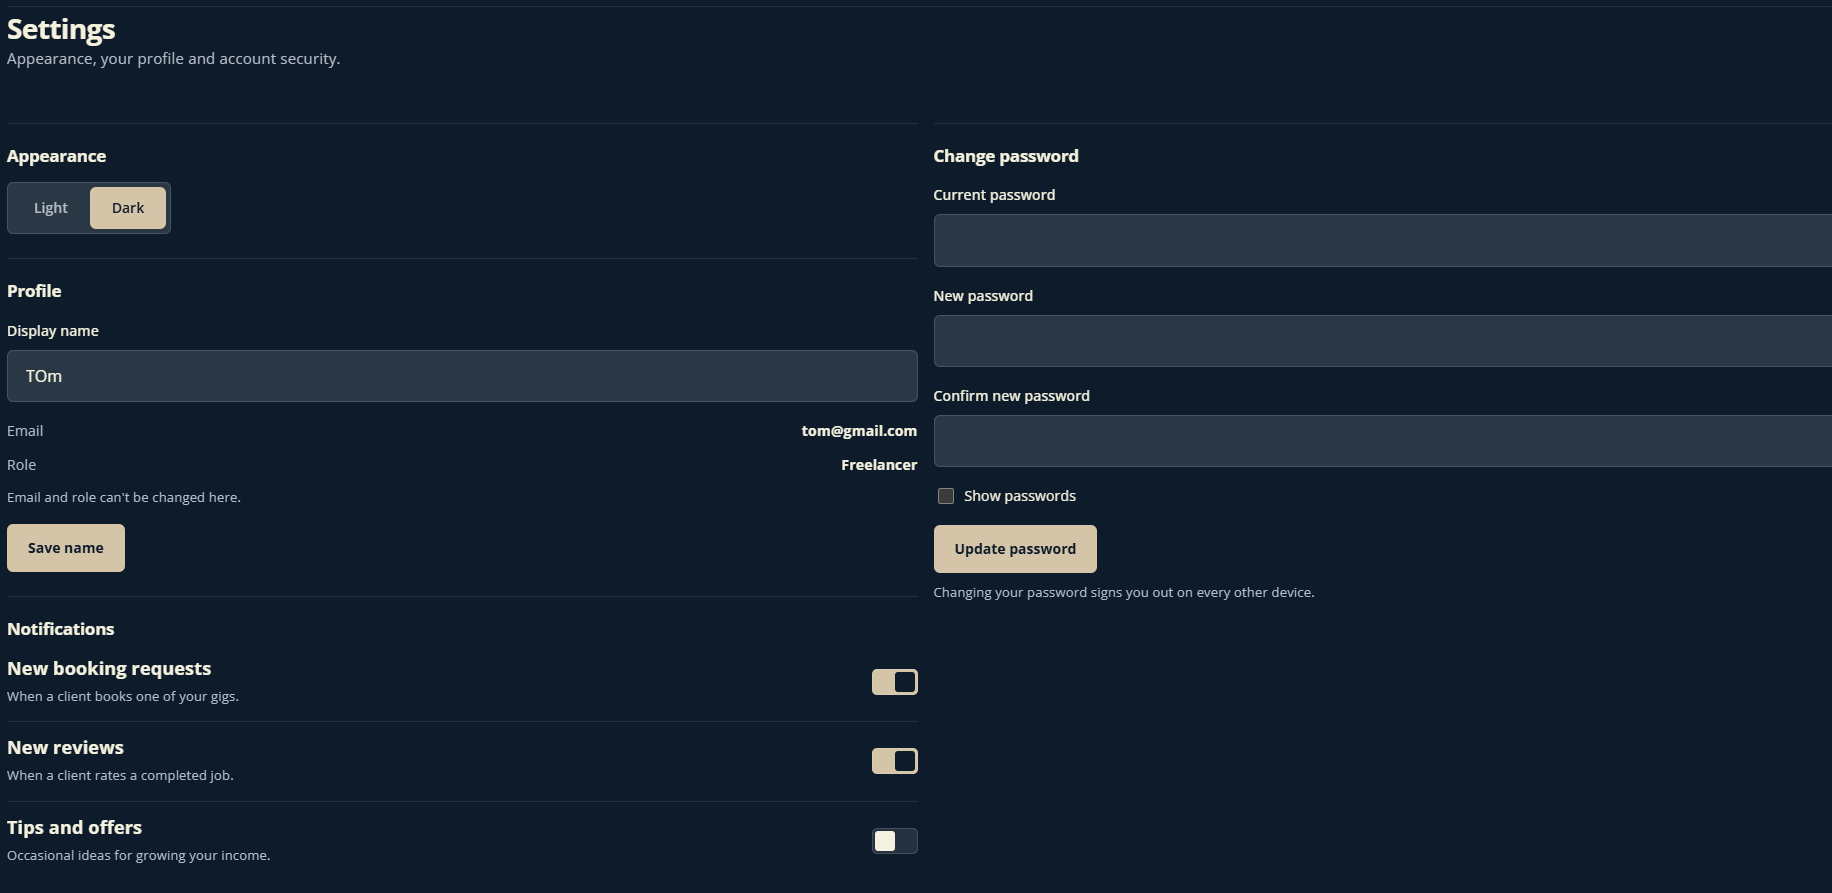 Settings
Appearance, your profile and account security.
Appearance
Light
Dark
Profile
Display name
TOm
Email
tom@gmail.com
Role
Freelancer
Email and role can't be changed here.
Save name
Notifications
New booking requests
When a client books one of your gigs.
New reviews
When a client rates a completed job.
Tips and offers
Occasional ideas for growing your income.
Change password
Current password
New password
Confirm new password
Show passwords
Update password
Changing your password signs you out on every other device.